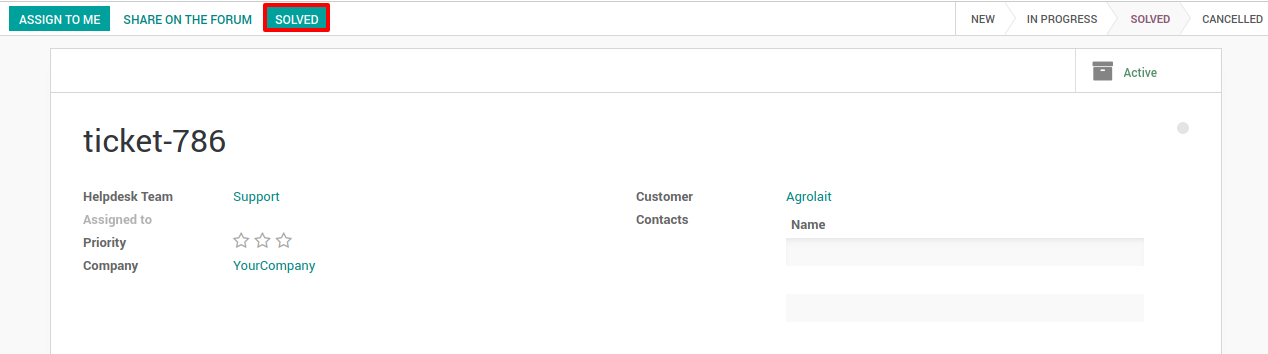 ASSIGN TO ME SHARE ON THE FORUM SOLVED NEW IN PROGRESS SOLVED CANCELLED
Active
ticket-786
Helpdesk Team Support Customer Agrolait
Assigned to Contacts
Name
Priority
Company YourCompany